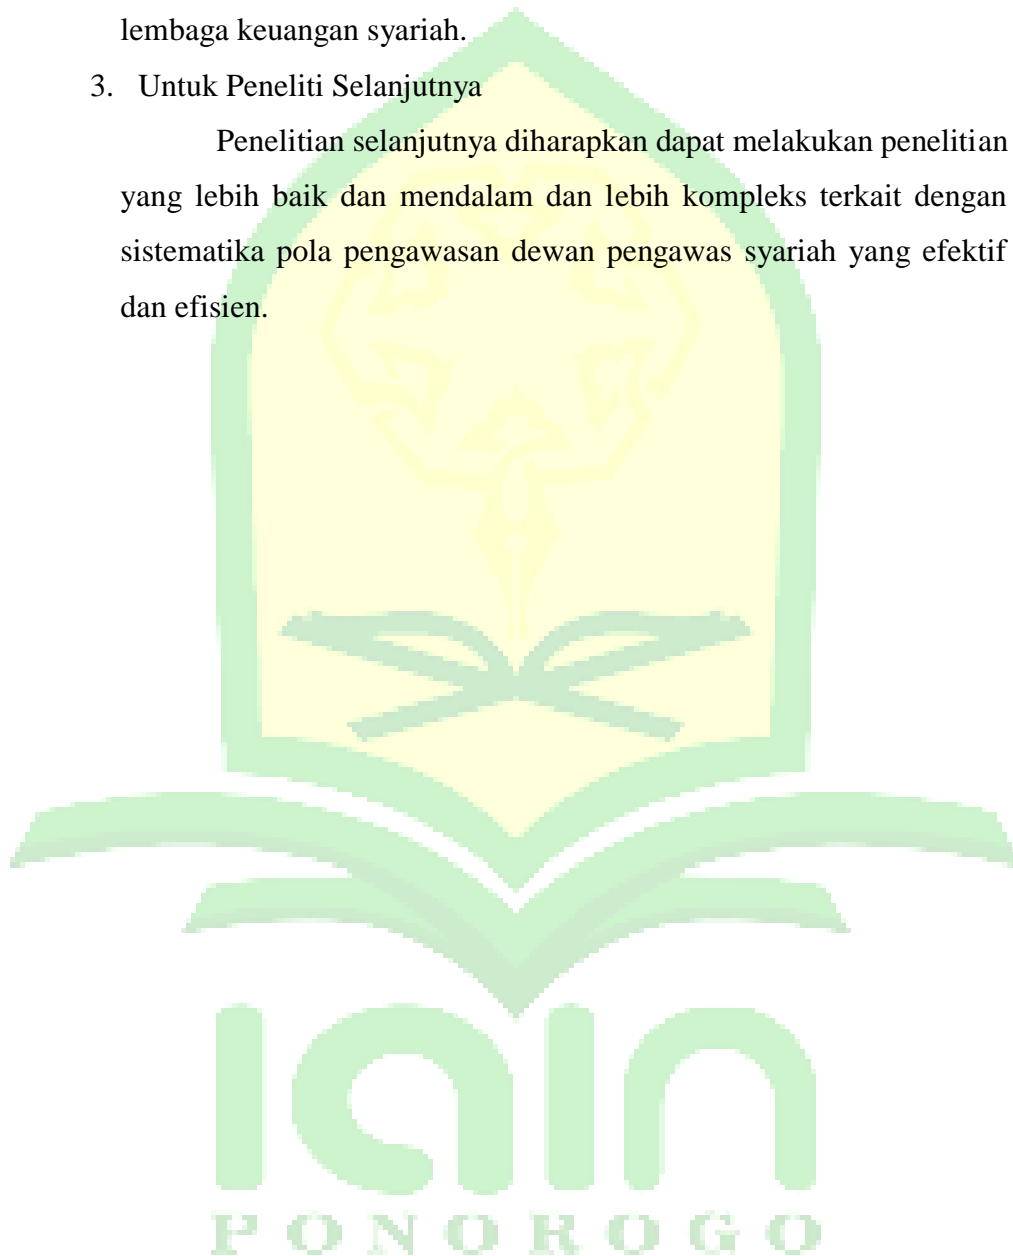 lembaga keuangan syariah.
3. Untuk Peneliti Selanjutnya
Penelitian selanjutnya diharapkan dapat melakukan penelitian
yang lebih baik dan mendalam dan lebih kompleks terkait dengan
sistematika pola pengawasan dewan pengawas syariah yang efektif
dan efisien.
iain
PONOROGO